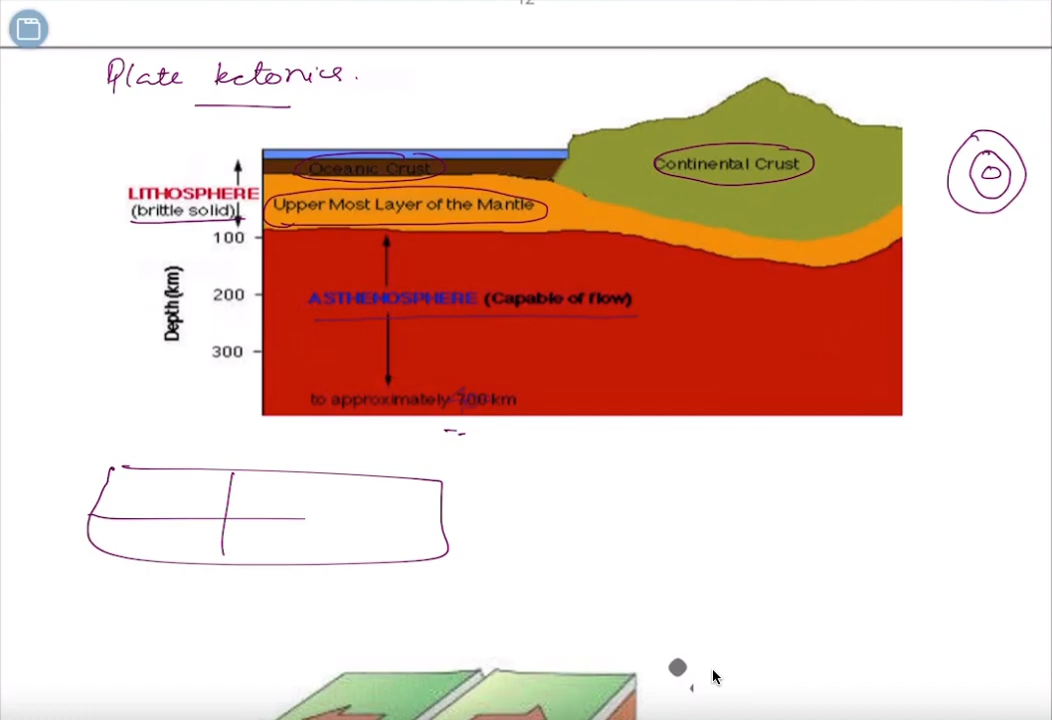 12
Plate tectonics.
Oceanic Crust
Continental Crust
LITHOSPHERE
(brittle solid)
Upper Most Layer of the Mantle
100
200
ASTHENOSPHERE (Capable of flow)
Depth(km)
300
to approximately 700 km